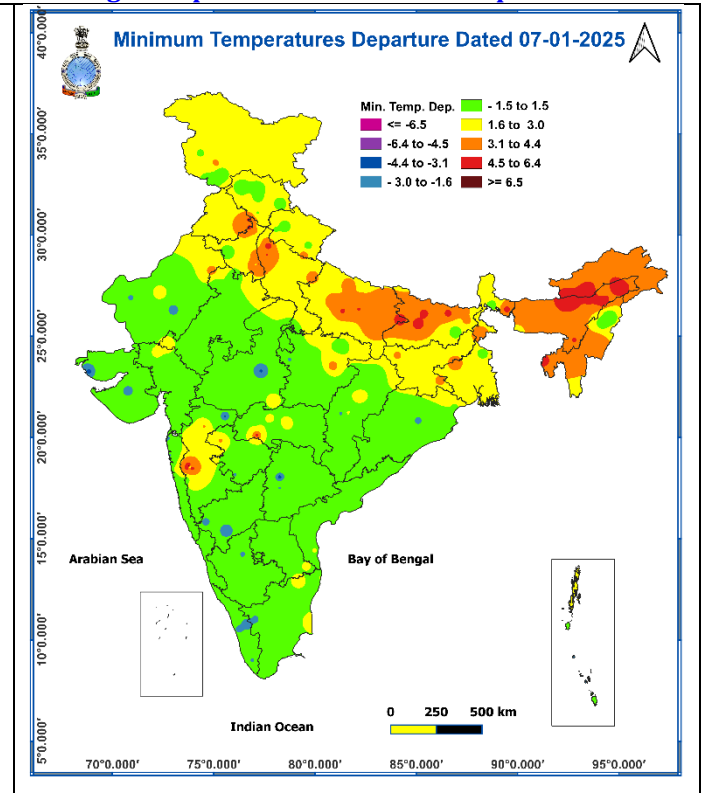 Minimum Temperatures Departure Dated 07-01-2025
Min. Temp. Dep.
<= -6.5
-6.4 to -4.5
-4.4 to -3.1
- 3.0 to -1.6
- 1.5 to 1.5
1.6 to 3.0
3.1 to 4.4
4.5 to 6.4
>= 6.5
40°0.000'
35°0.000'
30°0.000'
25°0.000'
20°0.000'
15°0.000'
10°0.000'
5°0.000'
Arabian Sea
Bay of Bengal
Indian Ocean
0 250 500 km
70°0.000' 75°0.000' 80°0.000' 85°0.000' 90°0.000' 95°0.000'